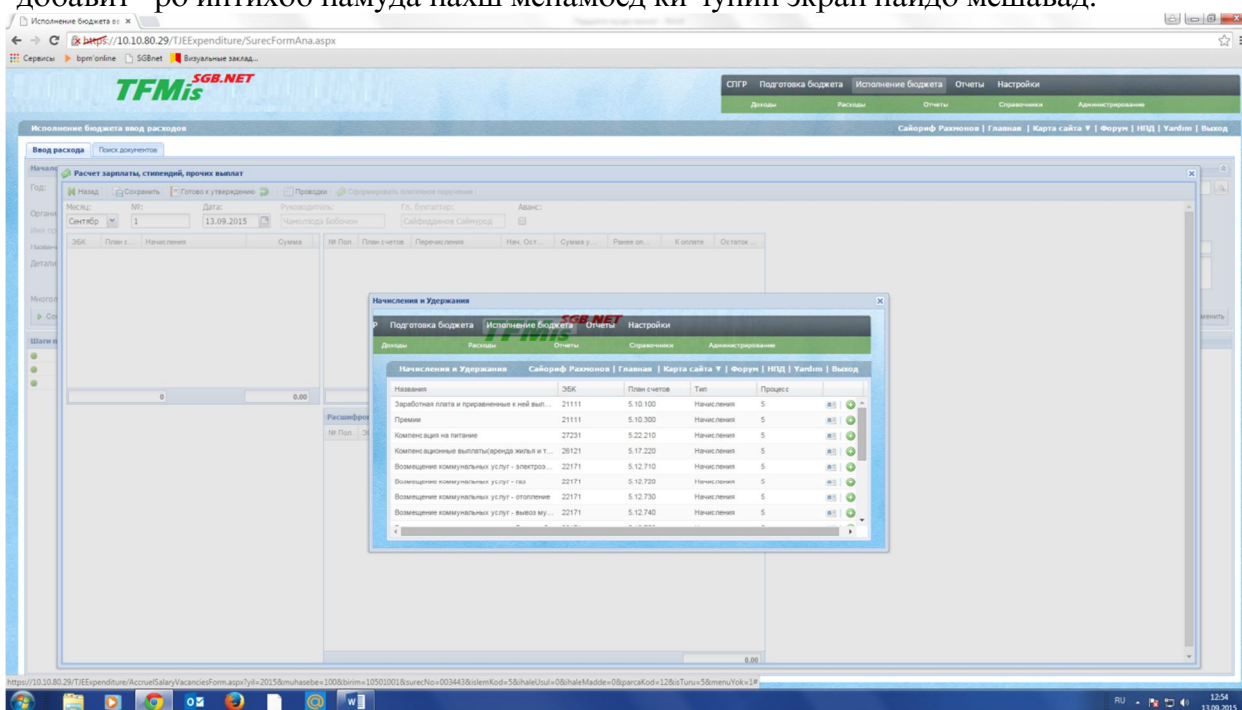 добавит" ро интихоб намуда пахш менамоед ки чунин экран пайдо мешавад.
Исполнение бюджета вв
https://10.10.80.29/TJEExpenditure/SurecFormAna.aspx
Сервисы bpm'online SGBnet Визуальные заклад...
TFMis SGB.NET
СПГР Подготовка бюджета Исполнение бюджета Отчеты Настройки
Доходы Расходы Отчеты Справочники Администрирование
Исполнение бюджета ввод расходов Сайориф Рахмонов | Главная | Карта сайта ▼ | Форум | НПД | Yardım | Выход
Ввод расхода Поиск документов
Расчет зарплаты, стипендий, прочих выплат
Год:
Назад Сохранить Готово к утверждению Проводки Сформировать платежное поручение
Месяц: №: Дата: Руководитель: Гл. бухгалтер: Аванс:
Сентябр 1 13.09.2015 Бобочон Сайфиддинов Саймурод
ЭБК План с... Начисления Сумма № Пол План счетов Перечисления Нач. Ост... Сумма у... Ранее оп... К оплате Остаток ...
Начисления и Удержания
TFMis SGB.NET
Р Подготовка бюджета Исполнение бюджета Отчеты Настройки
Доходы Расходы Отчеты Справочники Администрирование
Начисления и Удержания Сайориф Рахмонов | Главная | Карта сайта ▼ | Форум | НПД | Yardım | Выход
Названия ЭБК План счетов Тип Процесс
Заработная плата и приравненные к ней вып... 21111 5.10.100 Начисления 5
Премии 21111 5.10.300 Начисления 5
Компенсация на питание 27231 5.22.210 Начисления 5
Компенсационные выплаты(аренда жилья и т... 26121 5.17.220 Начисления 5
Возмещение коммунальных услуг - электроэ... 22171 5.12.710 Начисления 5
Возмещение коммунальных услуг - газ 22171 5.12.720 Начисления 5
Возмещение коммунальных услуг - отопление 22171 5.12.730 Начисления 5
Возмещение коммунальных услуг - вывоз му... 22171 5.12.740 Начисления 5
0 0.00
№ Пол
0.00
https://10.10.80.29/TJEExpenditure/AccruelSalaryVacanciesForm.aspx?yil=2015&muhasebe=100&birim=10501001&surecNo=003443&islemKod=5&ihaleUsul=0&ihaleMadde=0&parcaKod=12&isTuru=5&menuYok=1#
RU 12:54
13.09.2015